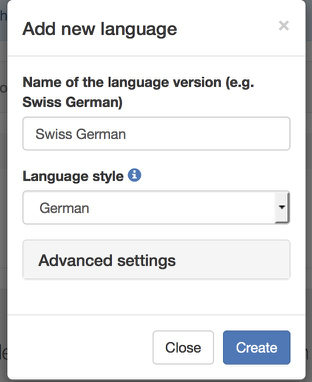 Add new language
×
Name of the language version (e.g.
Swiss German)
Swiss German
Language style
German
Advanced settings
Close
Create